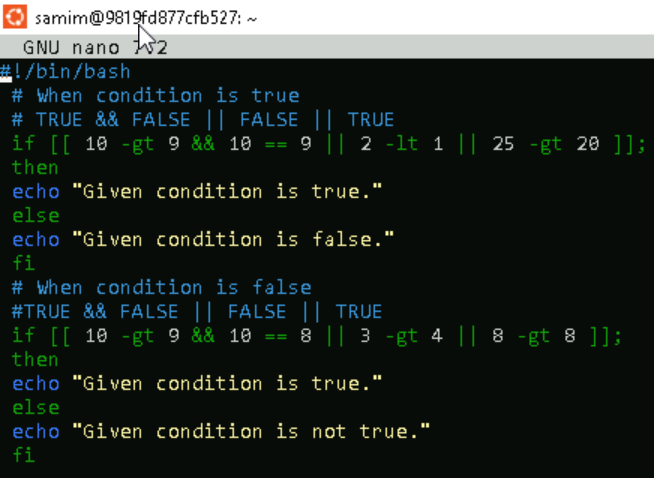 samim@9819fd877cfb527: ~
GNU nano 7.2
#!/bin/bash
# When condition is true
# TRUE && FALSE || FALSE || TRUE
if [[ 10 -gt 9 && 10 == 9 || 2 -lt 1 || 25 -gt 20 ]];
then
echo "Given condition is true."
else
echo "Given condition is false."
fi
# When condition is false
#TRUE && FALSE || FALSE || TRUE
if [[ 10 -gt 9 && 10 == 8 || 3 -gt 4 || 8 -gt 8 ]];
then
echo "Given condition is true."
else
echo "Given condition is not true."
fi